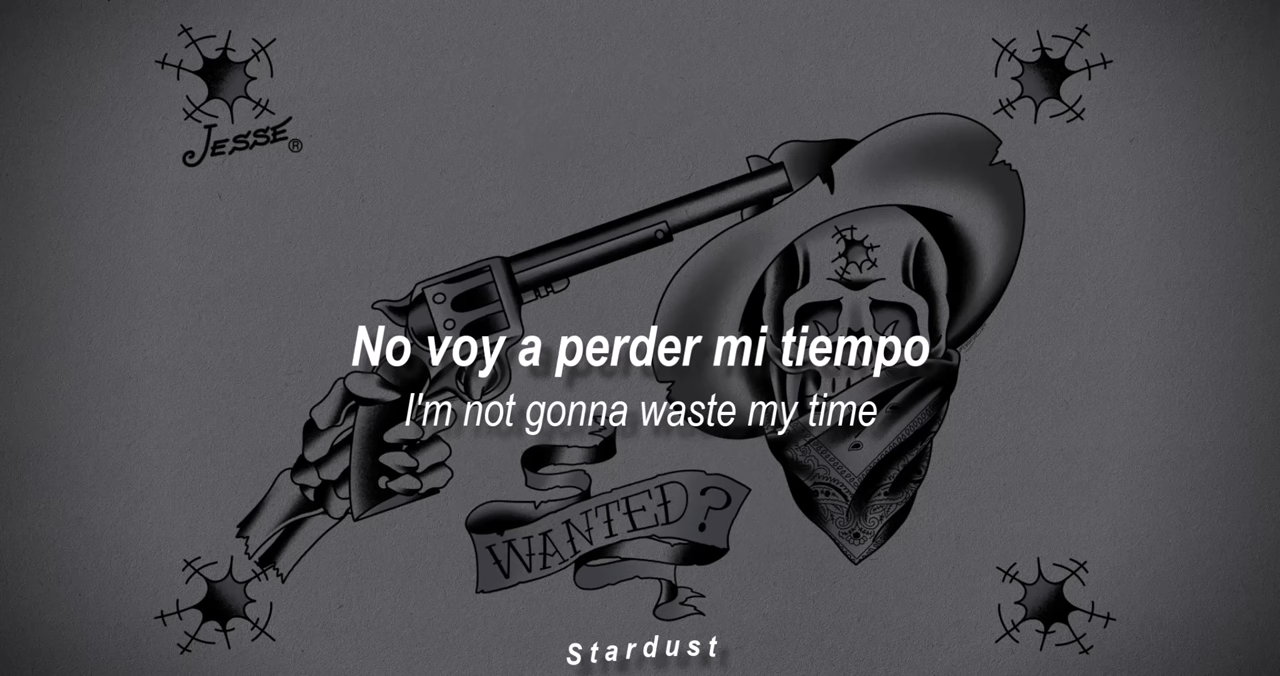 JESSE®
No voy a perder mi tiempo
I'm not gonna waste my time
WANTED?
Stardust